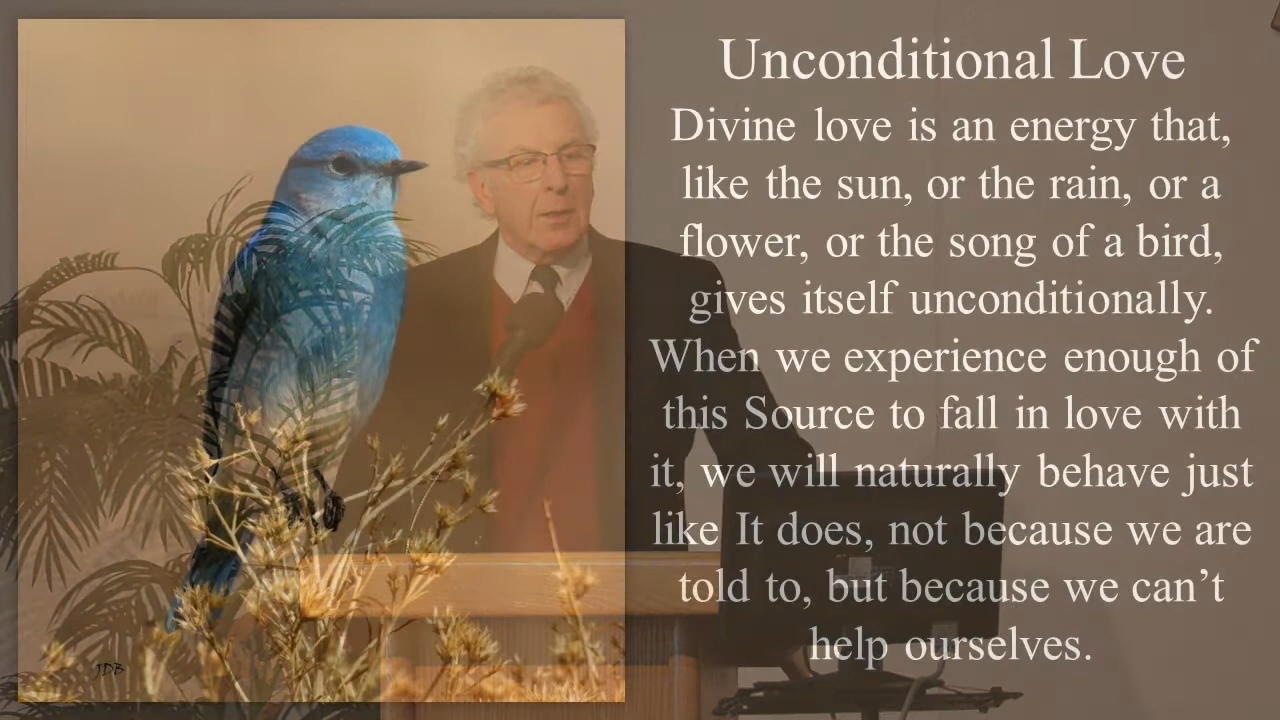 Unconditional Love
Divine love is an energy that,
like the sun, or the rain, or a
flower, or the song of a bird,
gives itself unconditionally.
When we experience enough of
this Source to fall in love with
it, we will naturally behave just
like It does, not because we are
told to, but because we can’t
help ourselves.
JDB